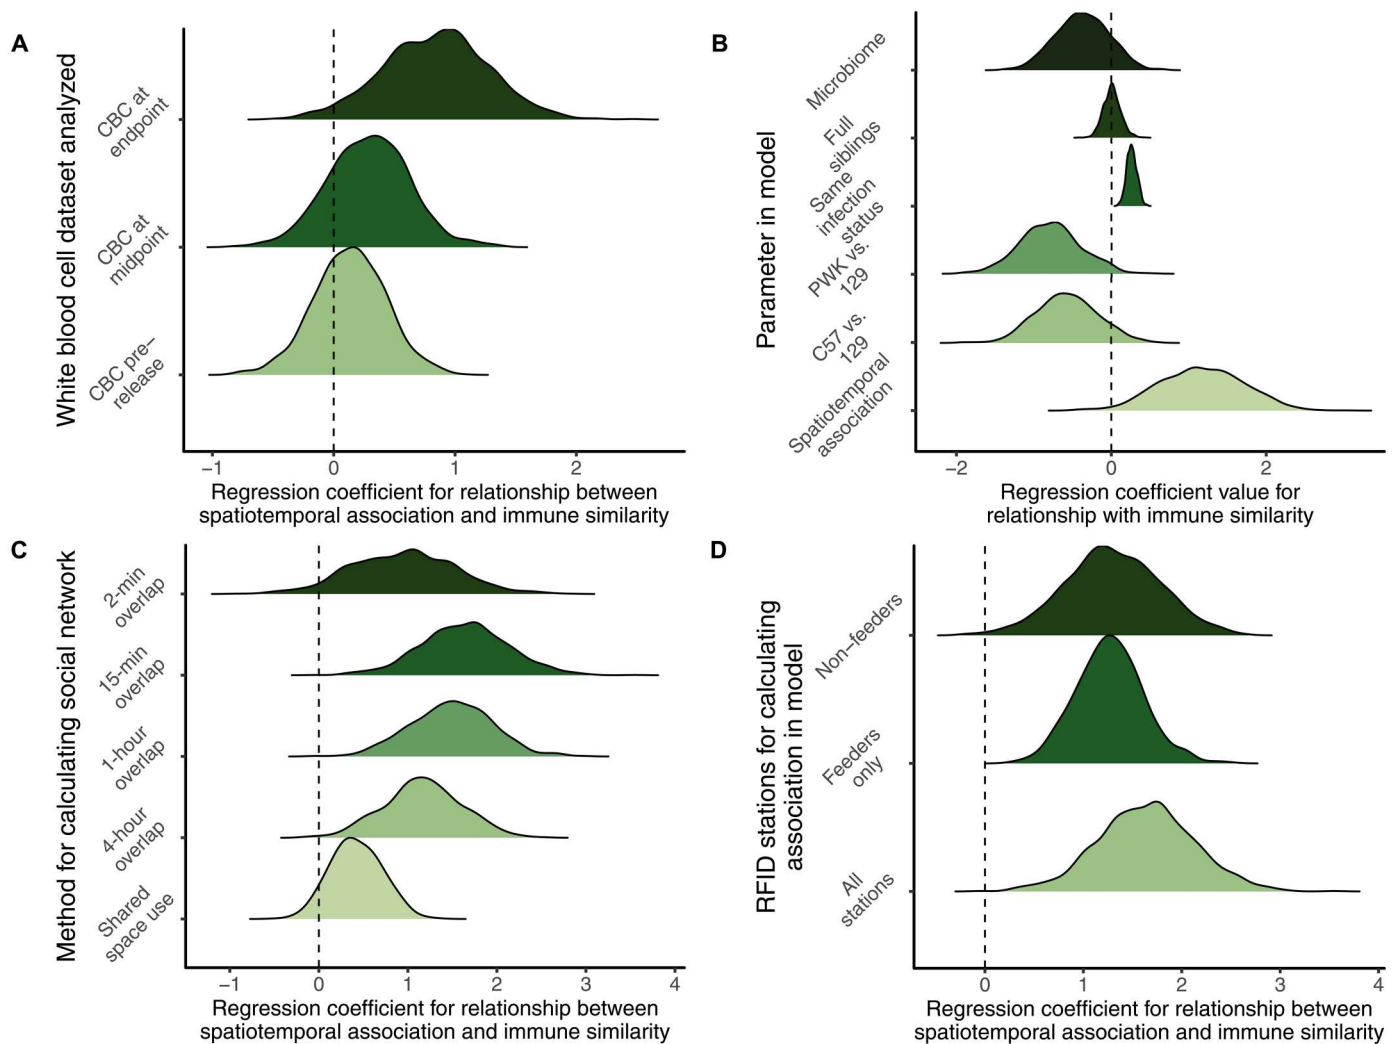 A
White blood cell dataset analyzed
CBC at
endpoint
CBC at
midpoint
CBC pre−
release
−1
0
1
2
Regression coefficient for relationship between
spatiotemporal association and immune similarity
B
Parameter in model
Microbiome
Full
siblings
Same
infection
status
PWK vs.
129
C57 vs.
129
Spatiotemporal
association
−2
0
2
Regression coefficient value for
relationship with immune similarity
C
Method for calculating social network
2-min
overlap
15-min
overlap
1-hour
overlap
4-hour
overlap
Shared
space use
−1
0
1
2
3
4
Regression coefficient for relationship between
spatiotemporal association and immune similarity
D
RFID stations for calculating
association in model
Non−feeders
Feeders
only
All
stations
0
1
2
3
4
Regression coefficient for relationship between
spatiotemporal association and immune similarity